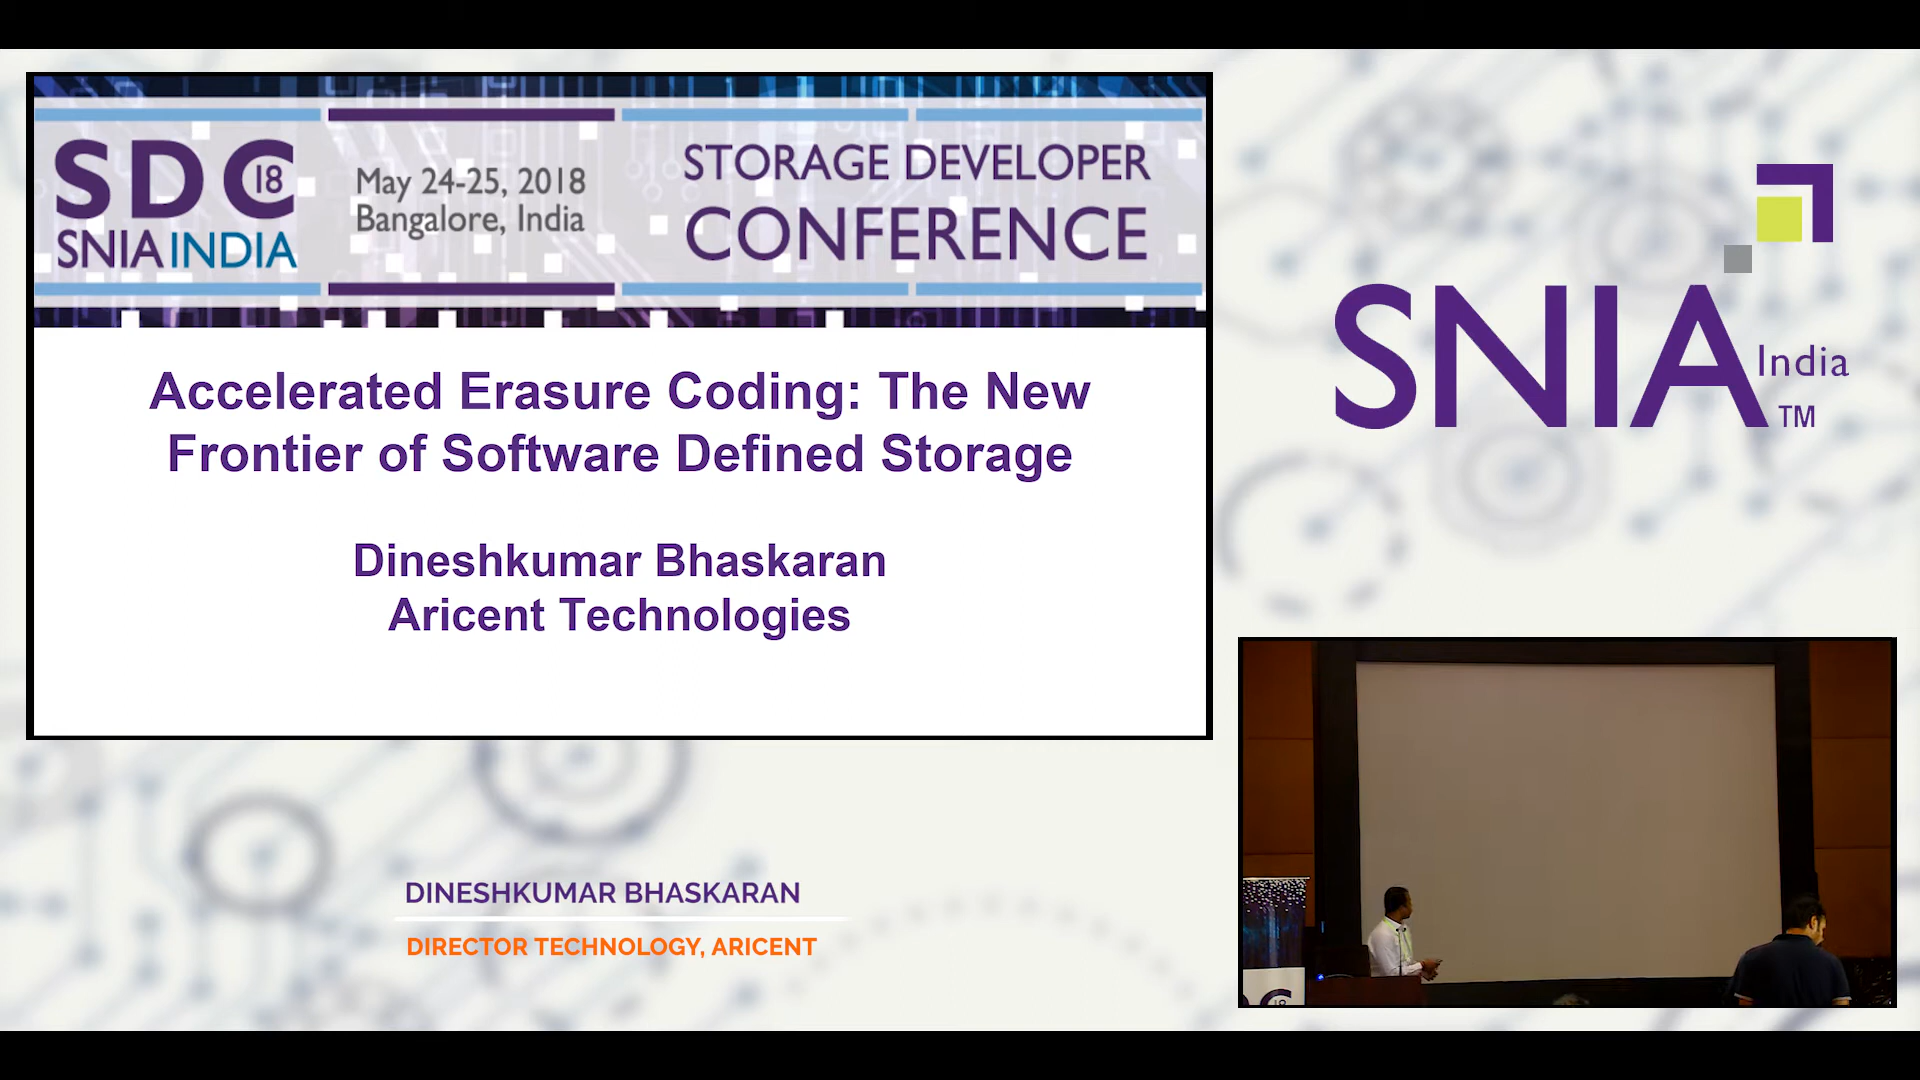 SDC 18
SNIA INDIA
May 24-25, 2018
Bangalore, India
STORAGE DEVELOPER
CONFERENCE
Accelerated Erasure Coding: The New
Frontier of Software Defined Storage
Dineshkumar Bhaskaran
Aricent Technologies
SNIA India
TM
DINESHKUMAR BHASKARAN
DIRECTOR TECHNOLOGY, ARICENT